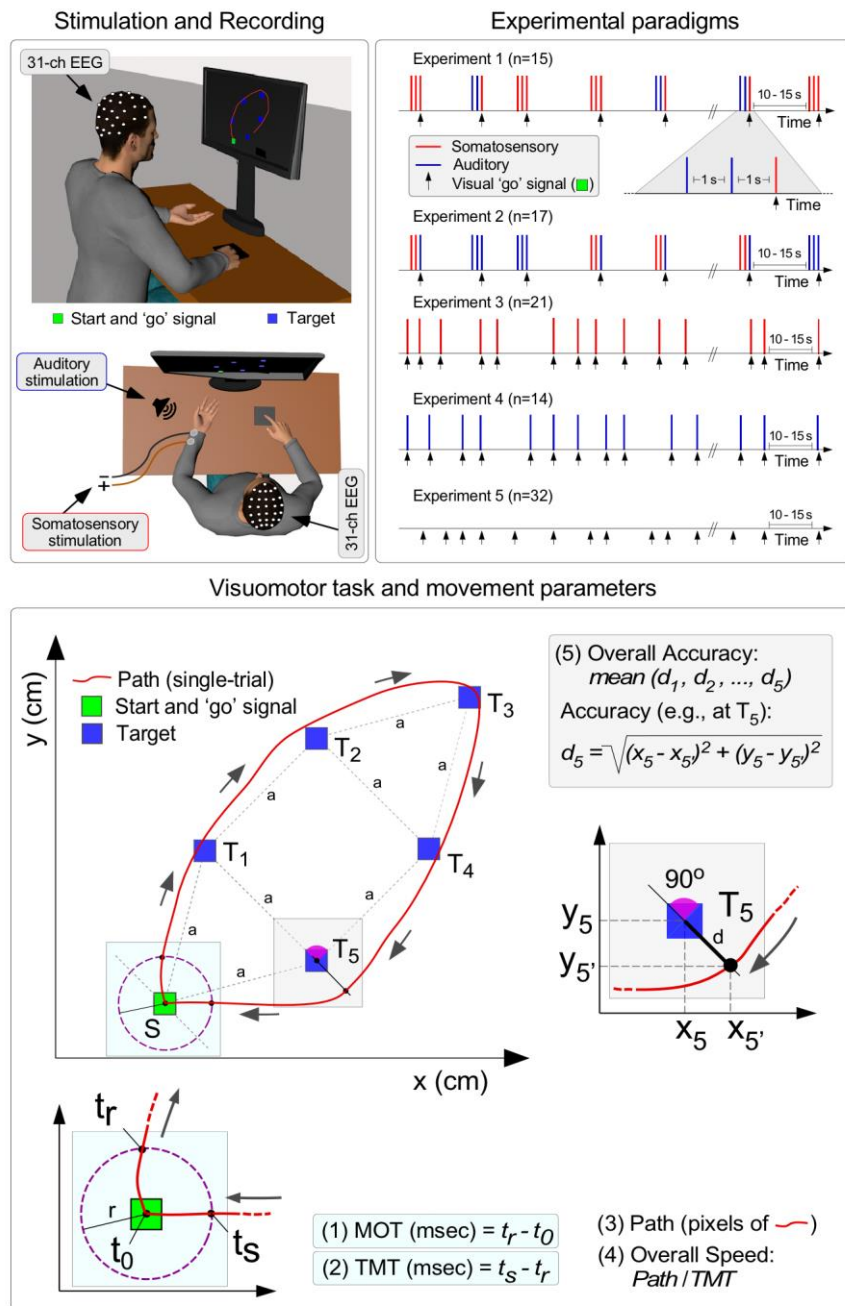 Stimulation and Recording
31-ch EEG
Start and ‘go’ signal
Target
Auditory
stimulation
−
+
Somatosensory
stimulation
31-ch EEG
Experimental paradigms
Experiment 1 (n=15)
10 - 15 s
//
Time
Somatosensory
Auditory
Visual ‘go’ signal ( )
1 s
1 s
Time
Experiment 2 (n=17)
10 - 15 s
//
Time
Experiment 3 (n=21)
10 - 15 s
//
Time
Experiment 4 (n=14)
10 - 15 s
//
Time
Experiment 5 (n=32)
10 - 15 s
//
Time
Visuomotor task and movement parameters
y (cm)
Path (single-trial)
Start and ‘go’ signal
Target
T3
a
T2
a
a
a
T1
T4
a
a
a
T5
a
S
x (cm)
(5) Overall Accuracy:
mean (d1, d2, ..., d5)
Accuracy (e.g., at T5):
d5 = √(x5 - x5')2 + (y5 - y5')2
90o
T5
y5
d
y5'
x5
x5'
tr
r
t0
ts
(1) MOT (msec) = tr - t0
(2) TMT (msec) = ts - tr
(3) Path (pixels of )
(4) Overall Speed:
Path / TMT